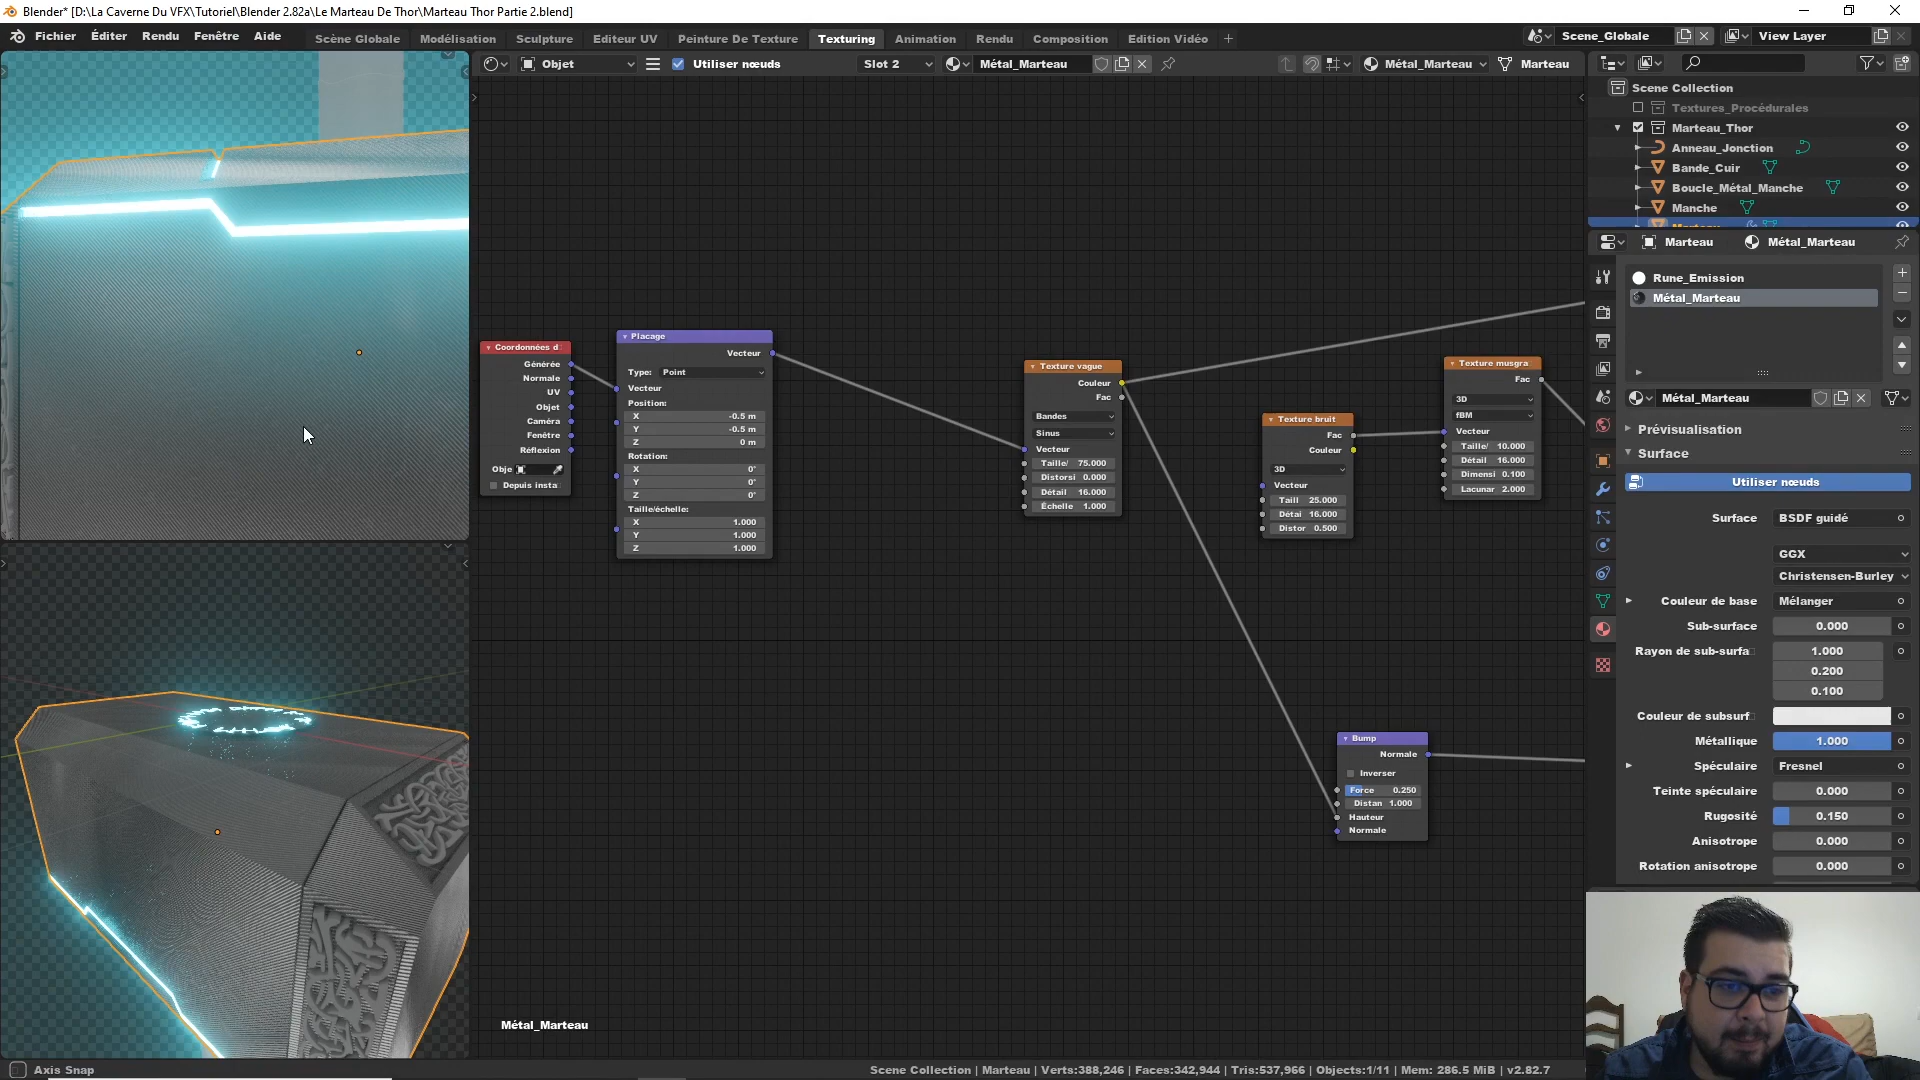 Blender* [D:\La Caverne Du VFX\Tutoriel\Blender 2.82a\Le Marteau De Thor\Marteau Thor Partie 2.blend]
Fichier Éditer Rendu Fenêtre Aide Scène Globale Modélisation Sculpture Editeur UV Peinture De Texture Texturing Animation Rendu Composition Edition Vidéo + Scene_Globale View Layer
Objet Utiliser nœuds Slot 2 Métal_Marteau Métal_Marteau Marteau
Scene Collection
Textures_Procédurales
Marteau_Thor
Anneau_Jonction
Bande_Cuir
Boucle_Métal_Manche
Manche
Marteau Métal_Marteau
Rune_Emission
Métal_Marteau
Métal_Marteau
Prévisualisation
Surface
Utiliser nœuds
Surface BSDF guidé
GGX
Christensen-Burley
Couleur de base Mélanger
Sub-surface 0.000
Rayon de sub-surfa 1.000
0.200
0.100
Couleur de subsurf
Métallique 1.000
Spéculaire Fresnel
Teinte spéculaire 0.000
Rugosité 0.150
Anisotrope 0.000
Rotation anisotrope 0.000
Coordonnées d
Générée
Normale
UV
Objet
Caméra
Fenêtre
Réflexion
Obje
Depuis insta
Placage
Vecteur
Type: Point
Vecteur
Position:
X -0.5 m
Y -0.5 m
Z 0 m
Rotation:
X 0°
Y 0°
Z 0°
Taille/échelle:
X 1.000
Y 1.000
Z 1.000
Texture vague
Couleur
Fac
Bandes
Sinus
Vecteur
Taille/ 75.000
Distorsi 0.000
Détail 16.000
Échelle 1.000
Texture bruit
Fac
Couleur
3D
Vecteur
Taill 25.000
Détai 16.000
Distor 0.500
Texture musgra
Fac
3D
fBM
Vecteur
Taille/ 10.000
Détail 16.000
Dimensi 0.100
Lacunar 2.000
Bump
Normale
Inverser
Force 0.250
Distan 1.000
Hauteur
Normale
Métal_Marteau
Axis Snap
Scene Collection | Marteau | Verts:388,246 | Faces:342,944 | Tris:537,966 | Objects:1/11 | Mem: 286.5 MiB | v2.82.7